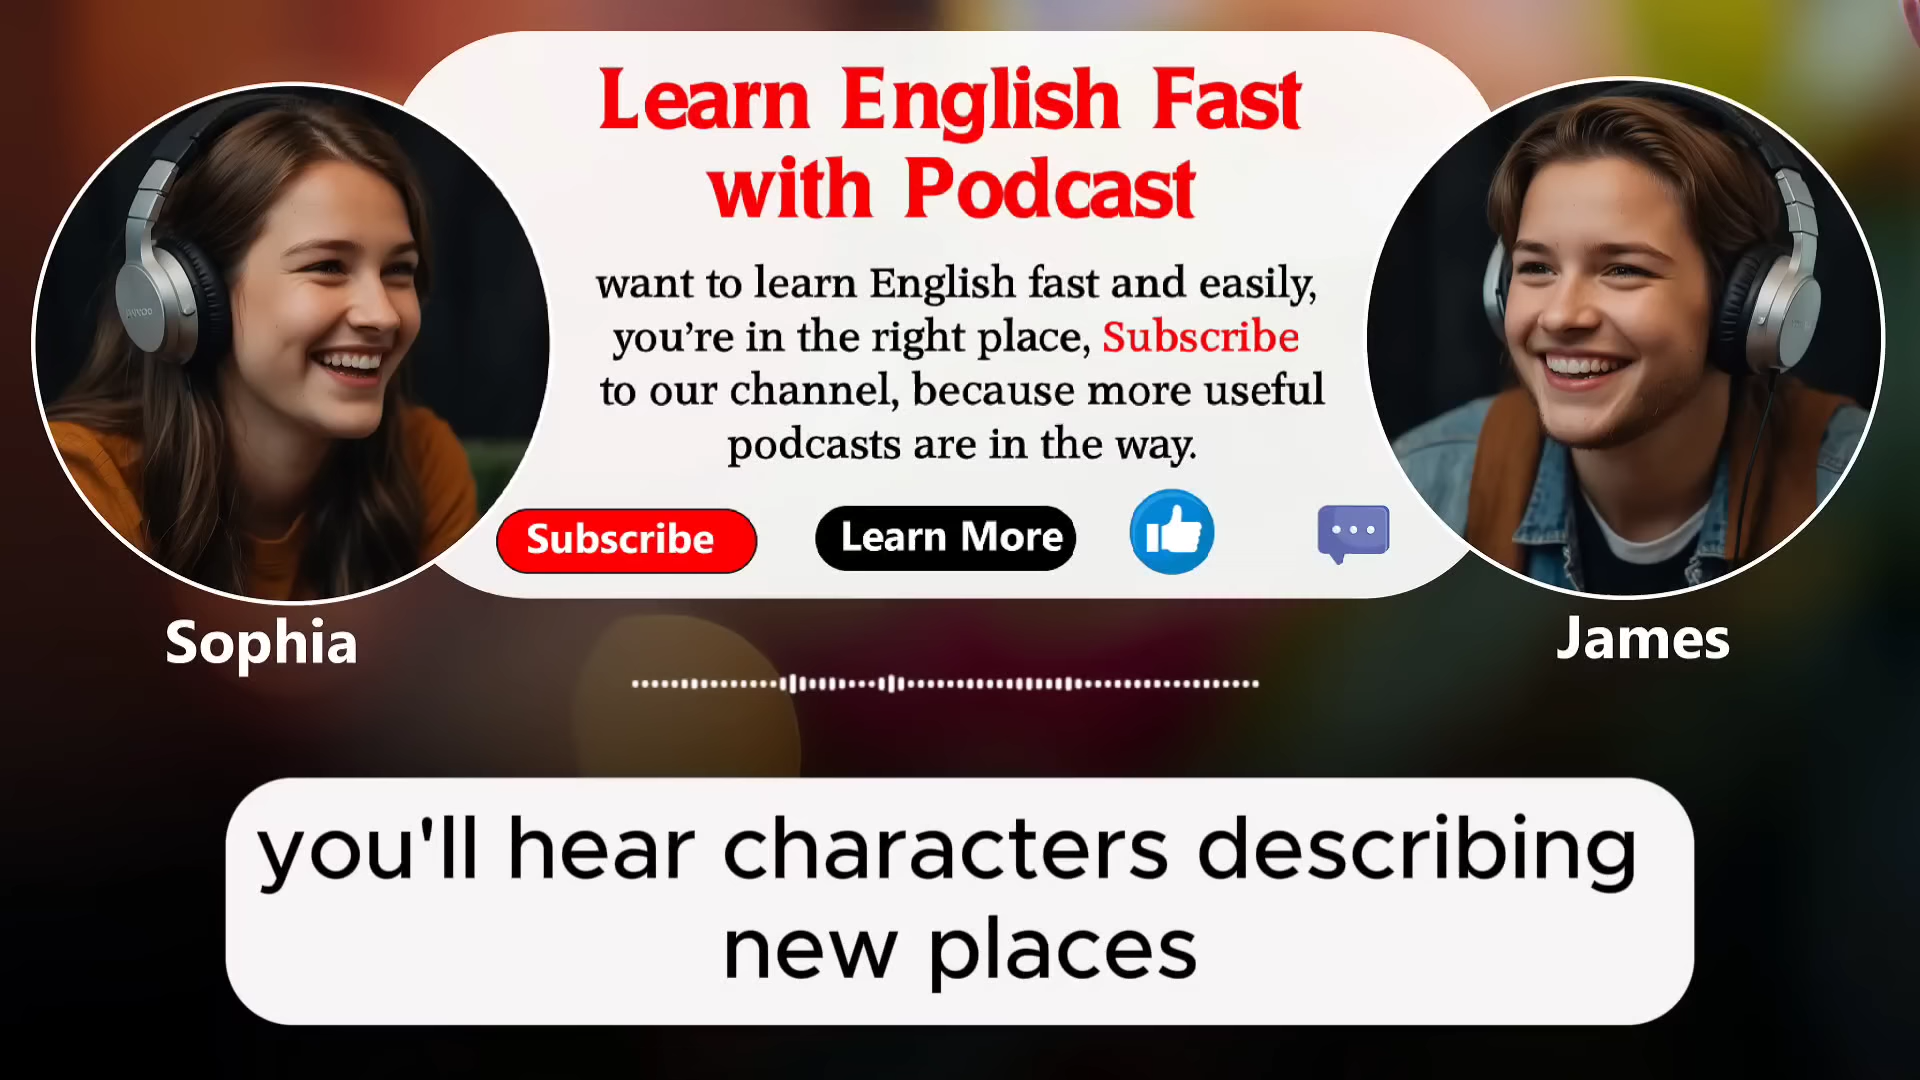 Learn English Fast
with Podcast
want to learn English fast and easily,
you're in the right place, Subscribe
to our channel, because more useful
podcasts are in the way.
Subscribe
Learn More
Sophia
James
you'll hear characters describing
new places